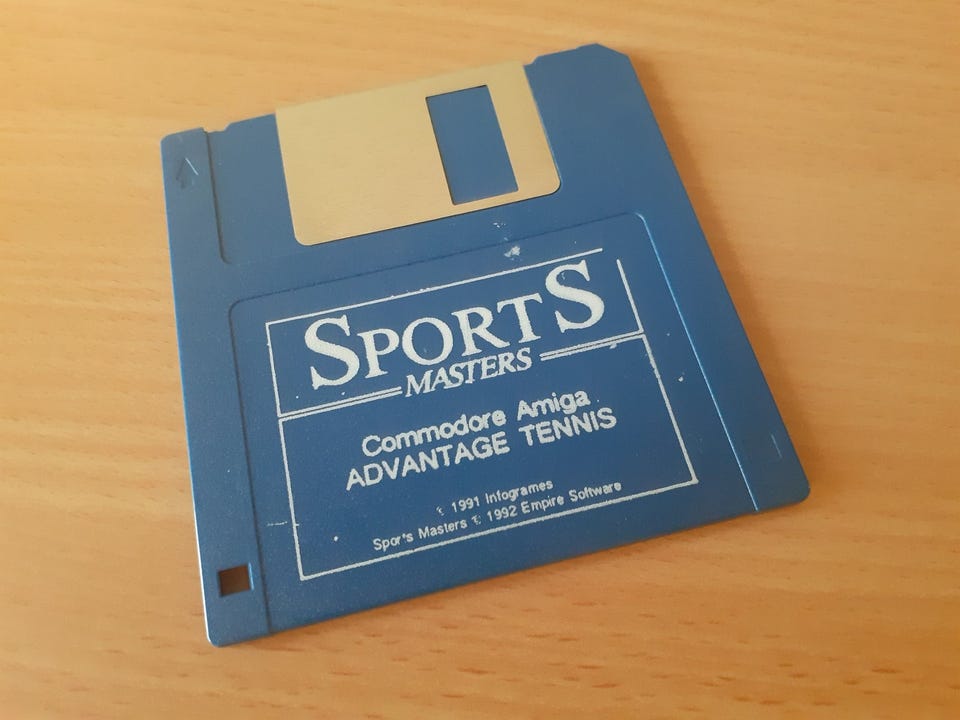 SPORTS
MASTERS
Commodore Amiga
ADVANTAGE TENNIS
© 1991 Infogrames
Spor's Masters © 1992 Empire Software